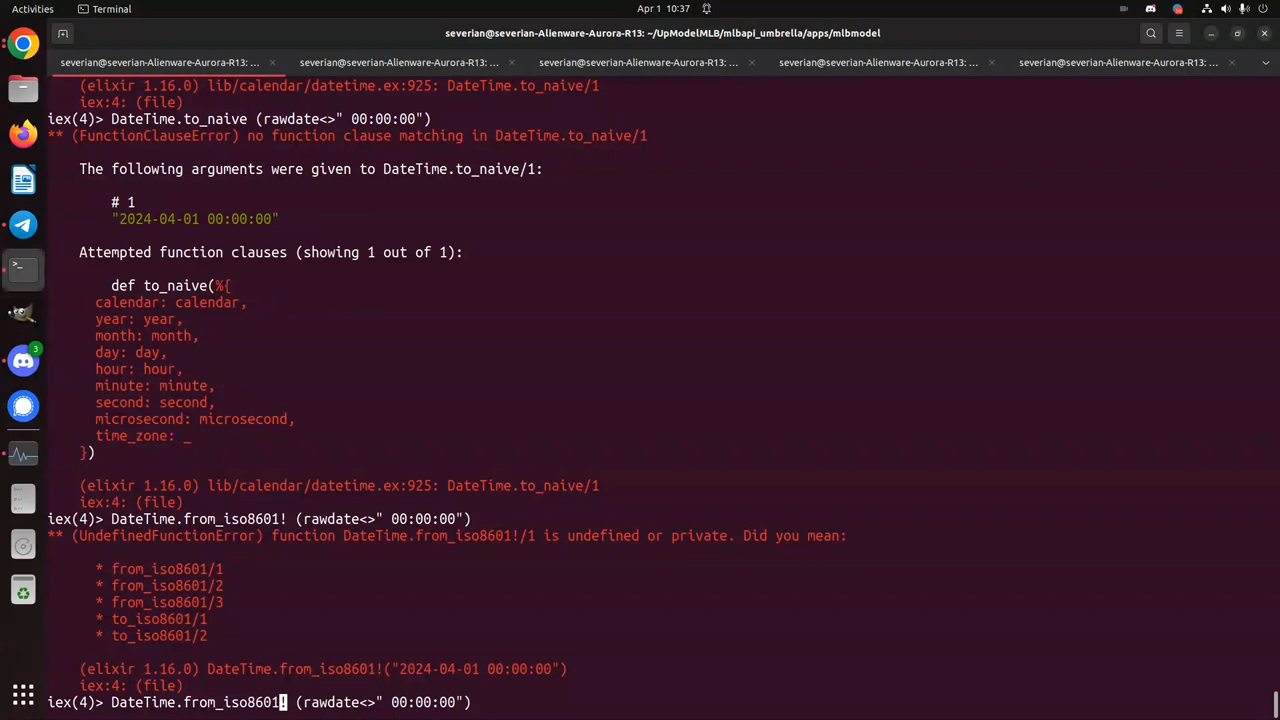 Activities
Terminal
Apr 1 10:37
severian@severian-Alienware-Aurora-R13: ~/UpModelMLB/mlbapi_umbrella/apps/mlbmodel
severian@severian-Alienware-Aurora-R13: ...
severian@severian-Alienware-Aurora-R13: ~...
severian@severian-Alienware-Aurora-R13: ~...
severian@severian-Alienware-Aurora-R13: ~...
severian@severian-Alienware-Aurora-R13: ~...
(elixir 1.16.0) lib/calendar/datetime.ex:925: DateTime.to_naive/1
iex:4: (file)
iex(4)> DateTime.to_naive (rawdate<>" 00:00:00")
** (FunctionClauseError) no function clause matching in DateTime.to_naive/1
The following arguments were given to DateTime.to_naive/1:
# 1
"2024-04-01 00:00:00"
Attempted function clauses (showing 1 out of 1):
def to_naive(%{
calendar: calendar,
year: year,
month: month,
day: day,
hour: hour,
minute: minute,
second: second,
microsecond: microsecond,
time_zone: _
})
(elixir 1.16.0) lib/calendar/datetime.ex:925: DateTime.to_naive/1
iex:4: (file)
iex(4)> DateTime.from_iso8601! (rawdate<>" 00:00:00")
** (UndefinedFunctionError) function DateTime.from_iso8601!/1 is undefined or private. Did you mean:
* from_iso8601/1
* from_iso8601/2
* from_iso8601/3
* to_iso8601/1
* to_iso8601/2
(elixir 1.16.0) DateTime.from_iso8601!("2024-04-01 00:00:00")
iex:4: (file)
iex(4)> DateTime.from_iso8601! (rawdate<>" 00:00:00")
3